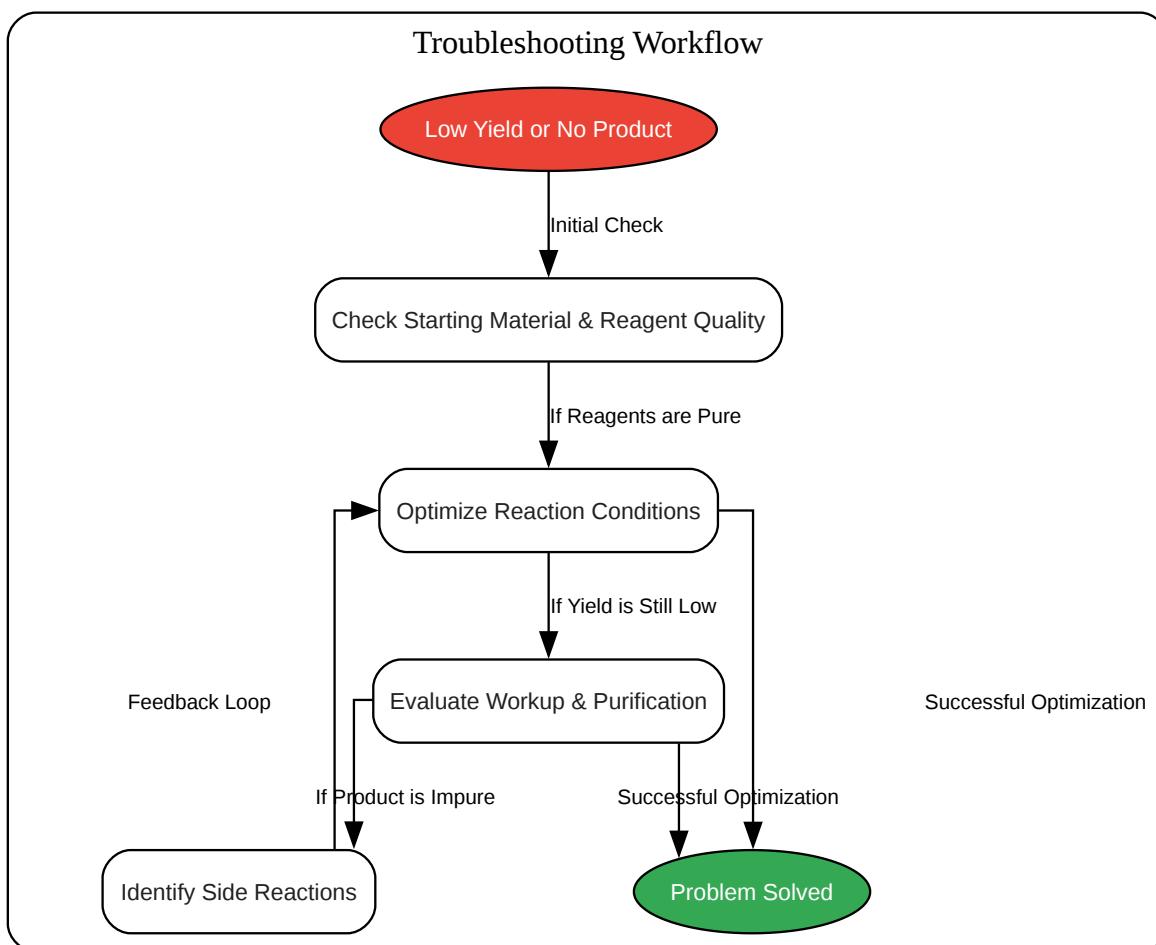 Troubleshooting Workflow
Low Yield or No Product
Initial Check
Check Starting Material & Reagent Quality
If Reagents are Pure
Optimize Reaction Conditions
If Yield is Still Low
Feedback Loop
Evaluate Workup & Purification
Successful Optimization
If Product is Impure
Successful Optimization
Identify Side Reactions
Problem Solved